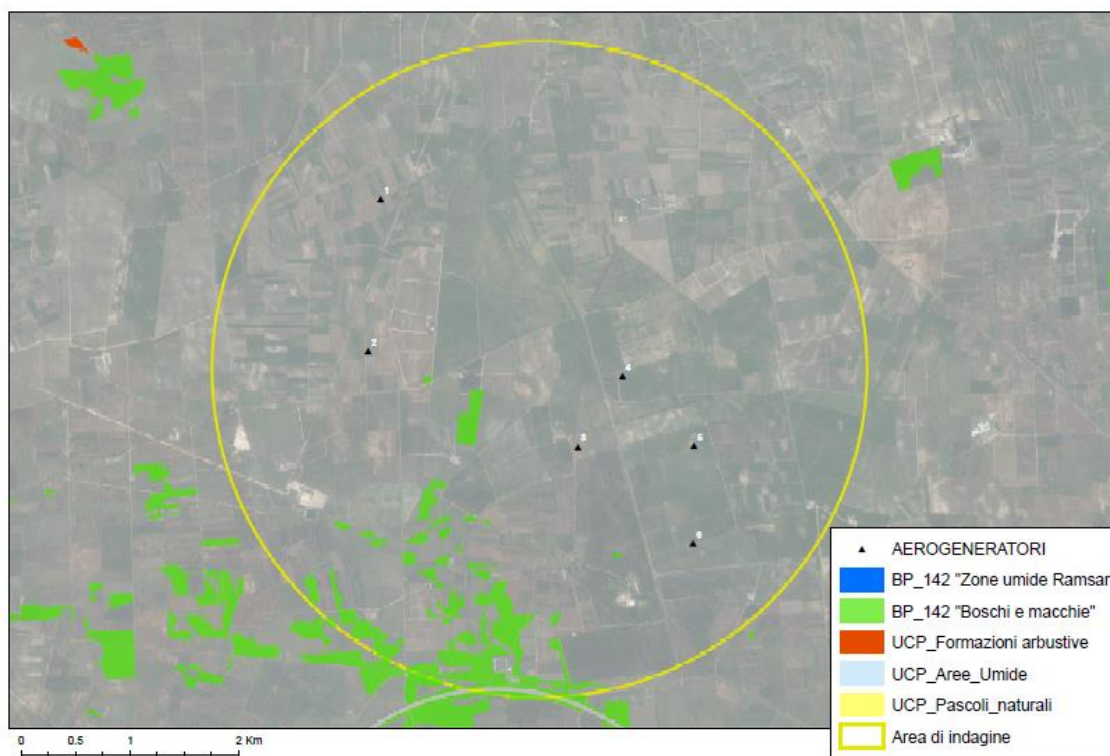 1
2
4
3
5
6
AEROGENERATORI
BP_142 "Zone umide Ramsar
BP_142 "Boschi e macchie"
UCP_Formazioni arbustive
UCP_Aree_Umide
UCP_Pascoli_naturali
Area di indagine
0 0.5 1 2 Km